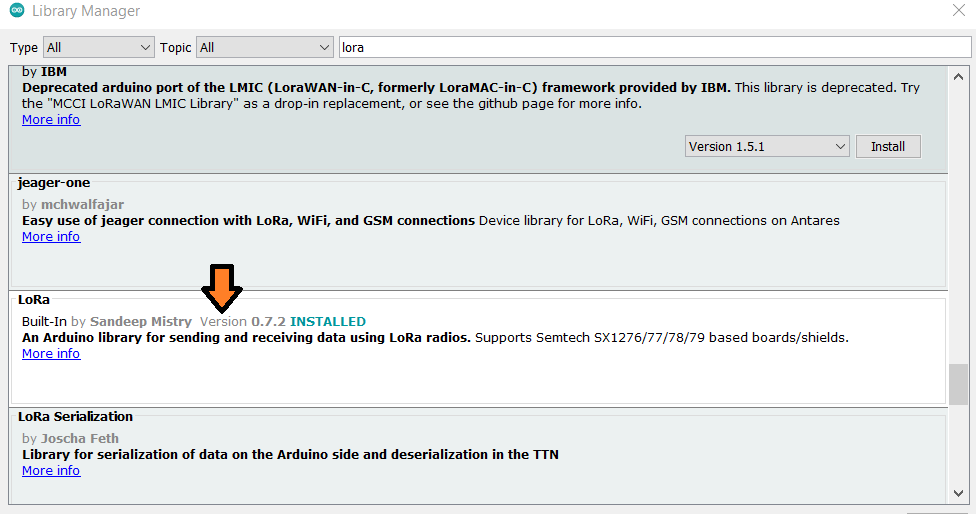 Library Manager
Type All Topic All lora
by IBM
Deprecated arduino port of the LMIC (LoraWAN-in-C, formerly LoraMAC-in-C) framework provided by IBM. This library is deprecated. Try
the "MCCI LoRaWAN LMIC Library" as a drop-in replacement, or see the github page for more info.
More info
Version 1.5.1 Install
jeager-one
by mchwalfajar
Easy use of jeager connection with LoRa, WiFi, and GSM connections Device library for LoRa, WiFi, GSM connections on Antares
More info
LoRa
Built-In by Sandeep Mistry Version 0.7.2 INSTALLED
An Arduino library for sending and receiving data using LoRa radios. Supports Semtech SX1276/77/78/79 based boards/shields.
More info
LoRa Serialization
by Joscha Feth
Library for serialization of data on the Arduino side and deserialization in the TTN
More info